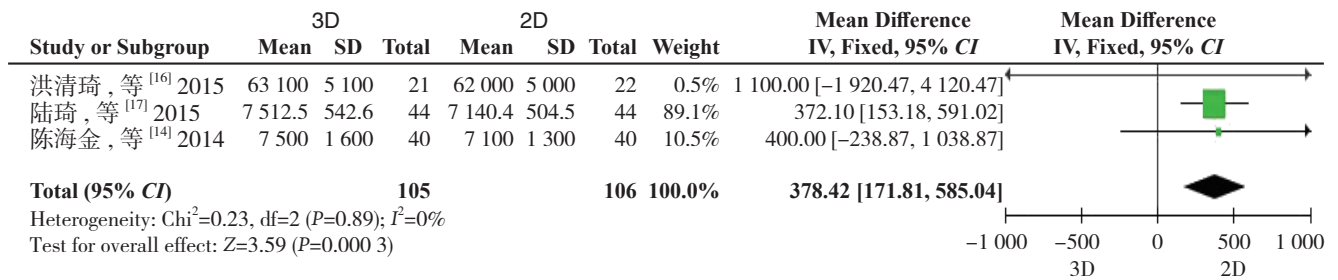 3D 2D Mean Difference Mean Difference
Study or Subgroup Mean SD Total Mean SD Total Weight IV, Fixed, 95% CI IV, Fixed, 95% CI
洪清琦 , 等 [16] 2015 63 100 5 100 21 62 000 5 000 22 0.5% 1 100.00 [−1 920.47, 4 120.47]
陆琦 , 等 [17] 2015 7 512.5 542.6 44 7 140.4 504.5 44 89.1% 372.10 [153.18, 591.02]
陈海金 , 等 [14] 2014 7 500 1 600 40 7 100 1 300 40 10.5% 400.00 [−238.87, 1 038.87]
Total (95% CI) 105 106 100.0% 378.42 [171.81, 585.04]
Heterogeneity: Chi²=0.23, df=2 (P=0.89); I²=0%
Test for overall effect: Z=3.59 (P=0.000 3)
−1 000 −500 0 500 1 000
3D 2D